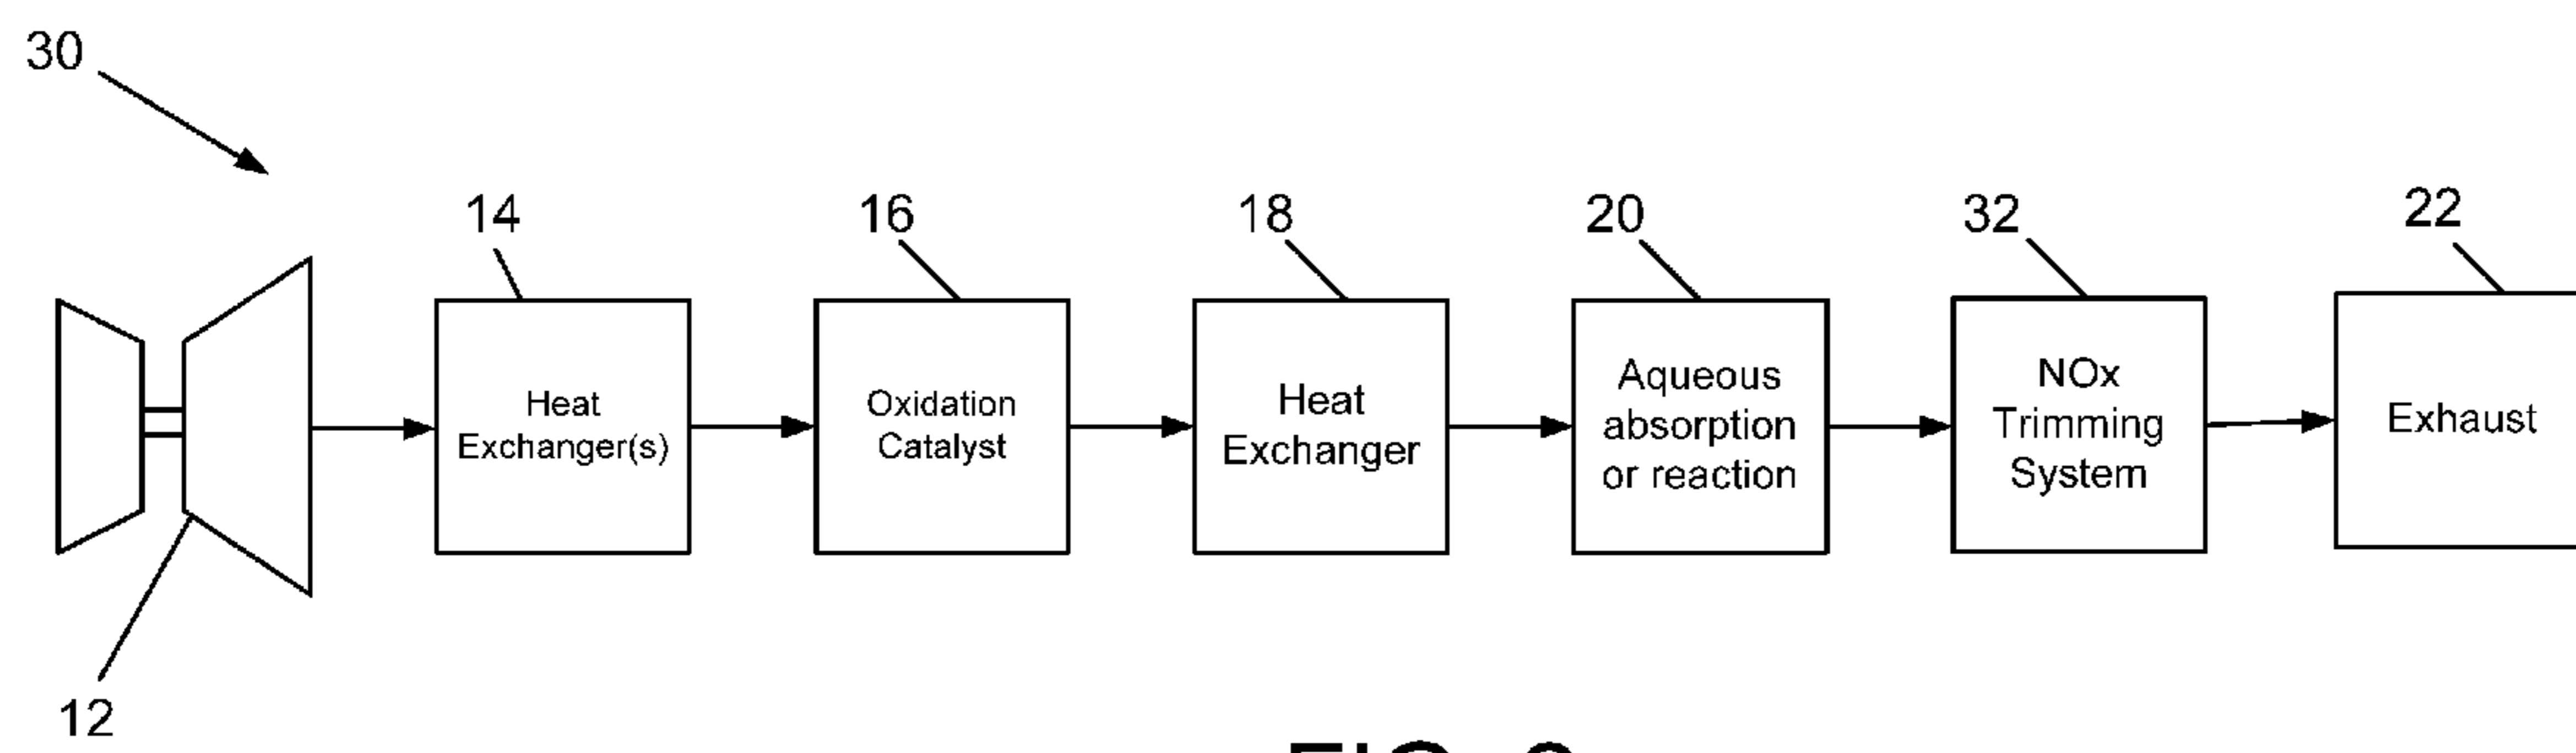 30
14
16
18
20
32
22
Heat
Exchanger(s)
Oxidation
Catalyst
Heat
Exchanger
Aqueous
absorption
or reaction
NOx
Trimming
System
Exhaust
12